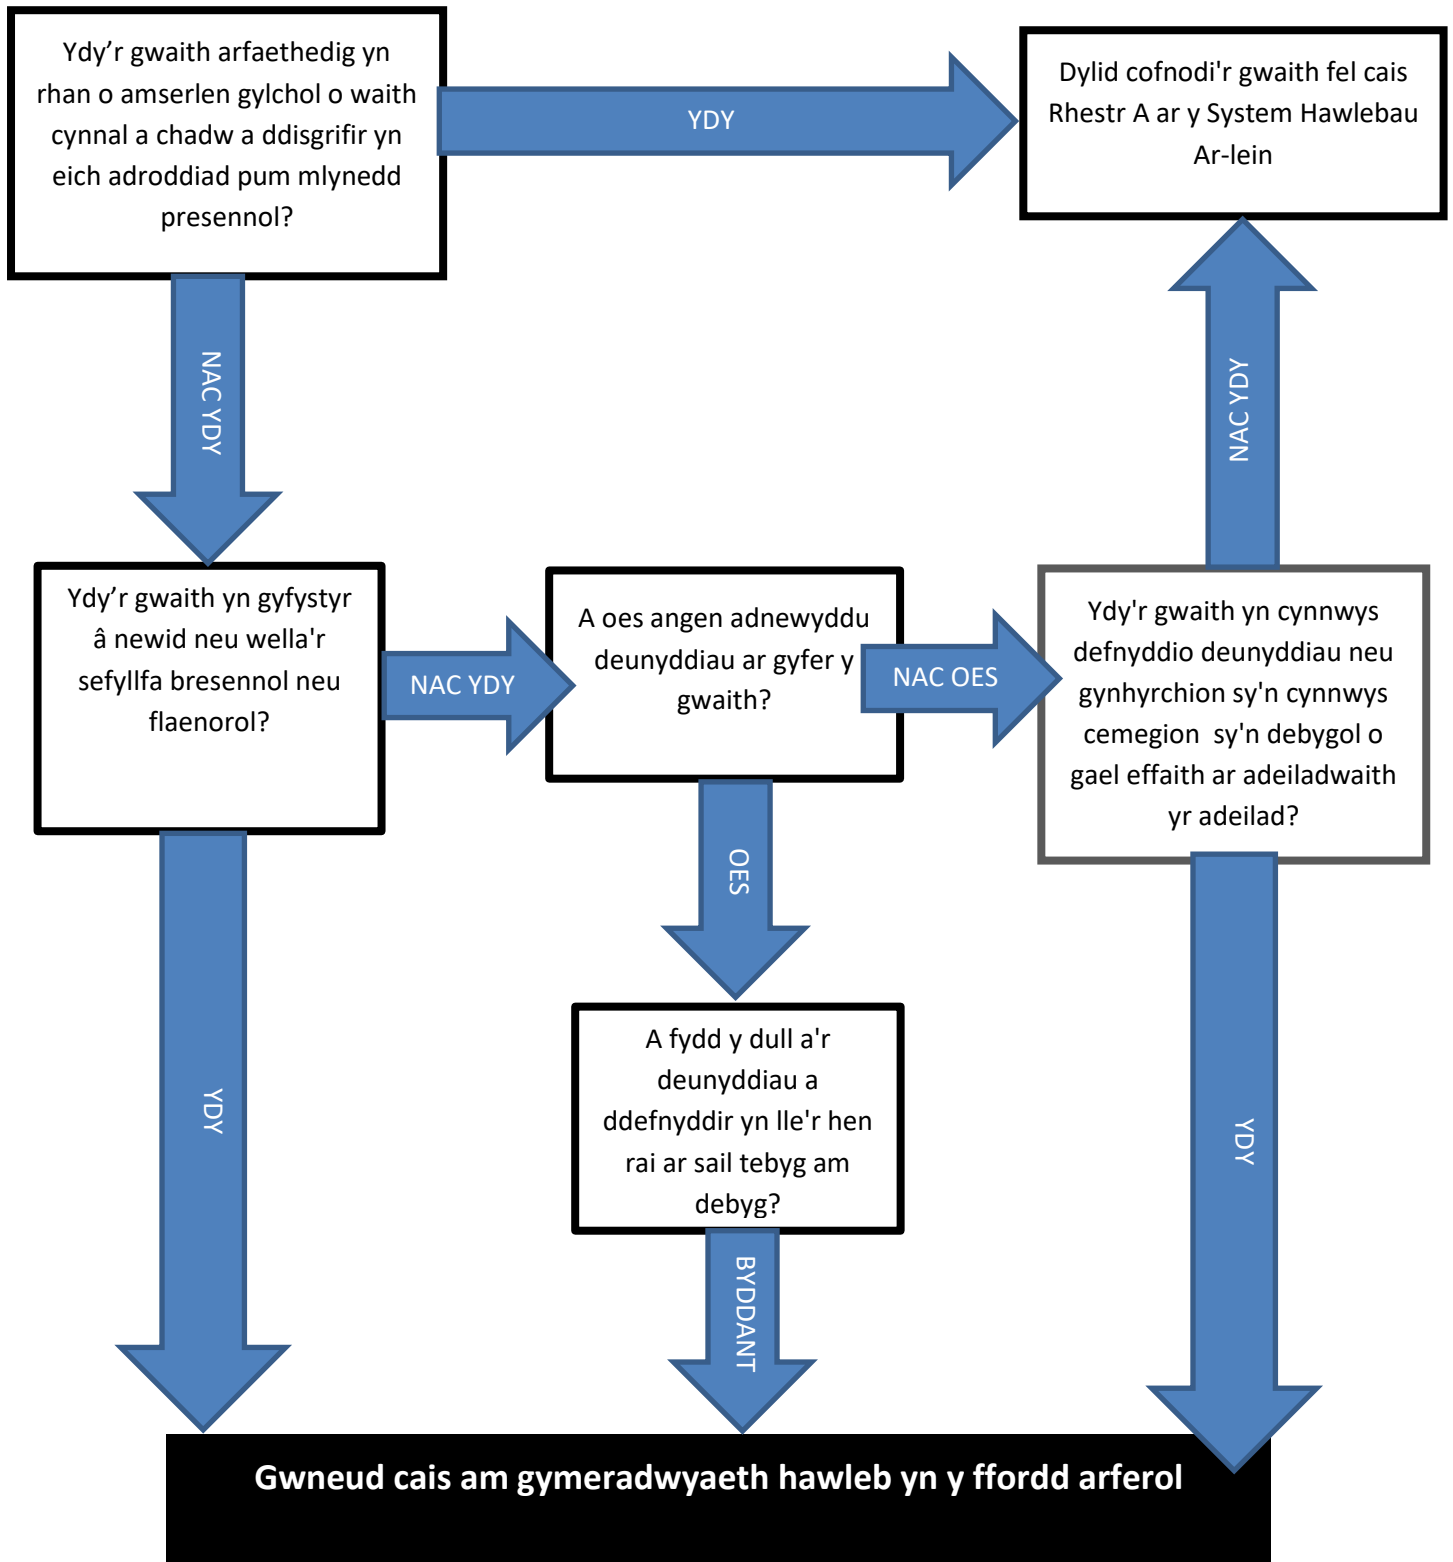 Ydy’r gwaith arfaethedig yn
rhan o amserlen gylchol o waith
cynnal a chadw a ddisgrifir yn
eich adroddiad pum mlynedd
presennol?
YDY
Dylid cofnodi'r gwaith fel cais
Rhestr A ar y System Hawlebau
Ar-lein
NAC YDY
NAC YDY
Ydy’r gwaith yn gyfystyr
â newid neu wella'r
sefyllfa bresennol neu
flaenorol?
NAC YDY
A oes angen adnewyddu
deunyddiau ar gyfer y
gwaith?
NAC OES
Ydy'r gwaith yn cynnwys
defnyddio deunyddiau neu
gynhyrchion sy'n cynnwys
cemegion sy'n debygol o
gael effaith ar adeiladwaith
yr adeilad?
OES
A fydd y dull a'r
deunyddiau a
ddefnyddir yn lle'r hen
rai ar sail tebyg am
debyg?
YDY
YDY
BYDDANT
Gwneud cais am gymeradwyaeth hawleb yn y ffordd arferol